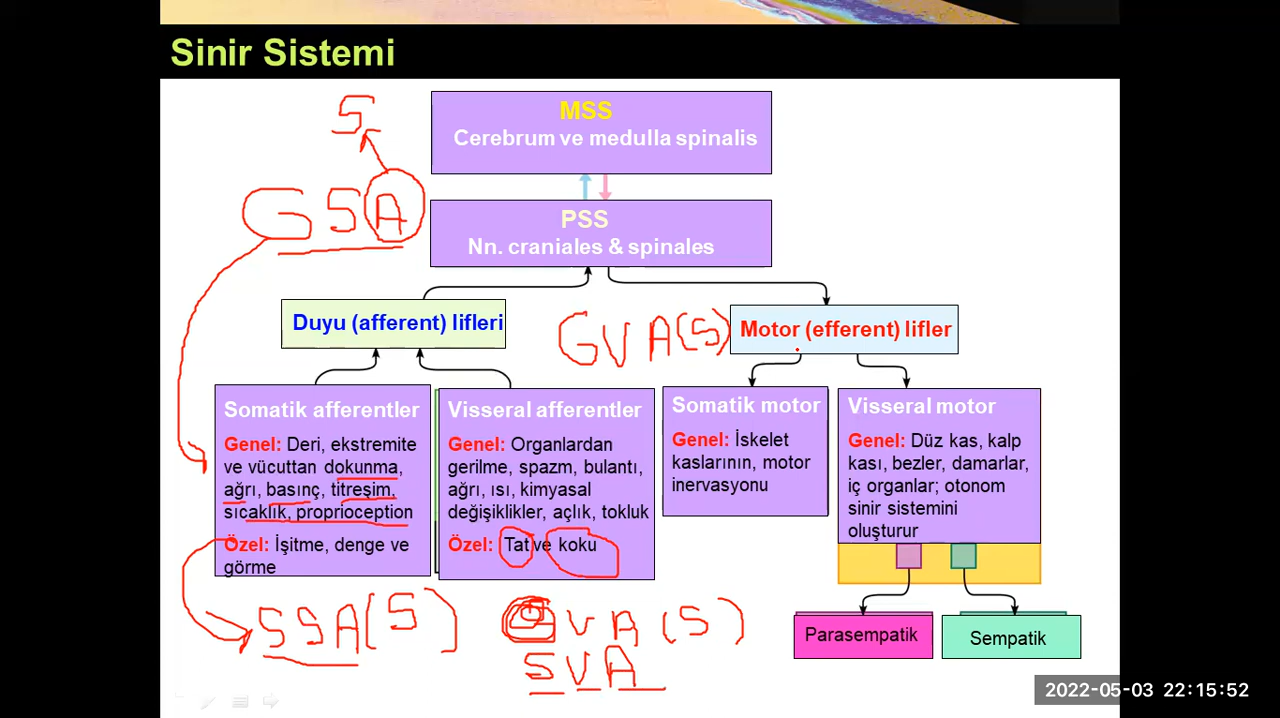 Sinir Sistemi
MSS
Cerebrum ve medulla spinalis
S
GSA
PSS
Nn. craniales & spinales
Duyu (afferent) lifleri
GVA(S)
Motor (efferent) lifler
Somatik afferentler
Genel: Deri, ekstremite
ve vücuttan dokunma,
ağrı, basınç, titreşim,
sıcaklık, proprioception
Özel: İşitme, denge ve
görme
Visseral afferentler
Genel: Organlardan
gerilme, spazm, bulantı,
ağrı, ısı, kimyasal
değişiklikler, açlık, tokluk
Özel: Tat ve koku
Somatik motor
Genel: İskelet
kaslarının, motor
inervasyonu
Visseral motor
Genel: Düz kas, kalp
kası, bezler, damarlar,
iç organlar; otonom
sinir sistemini
oluşturur
SSA(S)
VA(S)
SVA
Parasempatik
Sempatik
2022-05-03 22:15:52